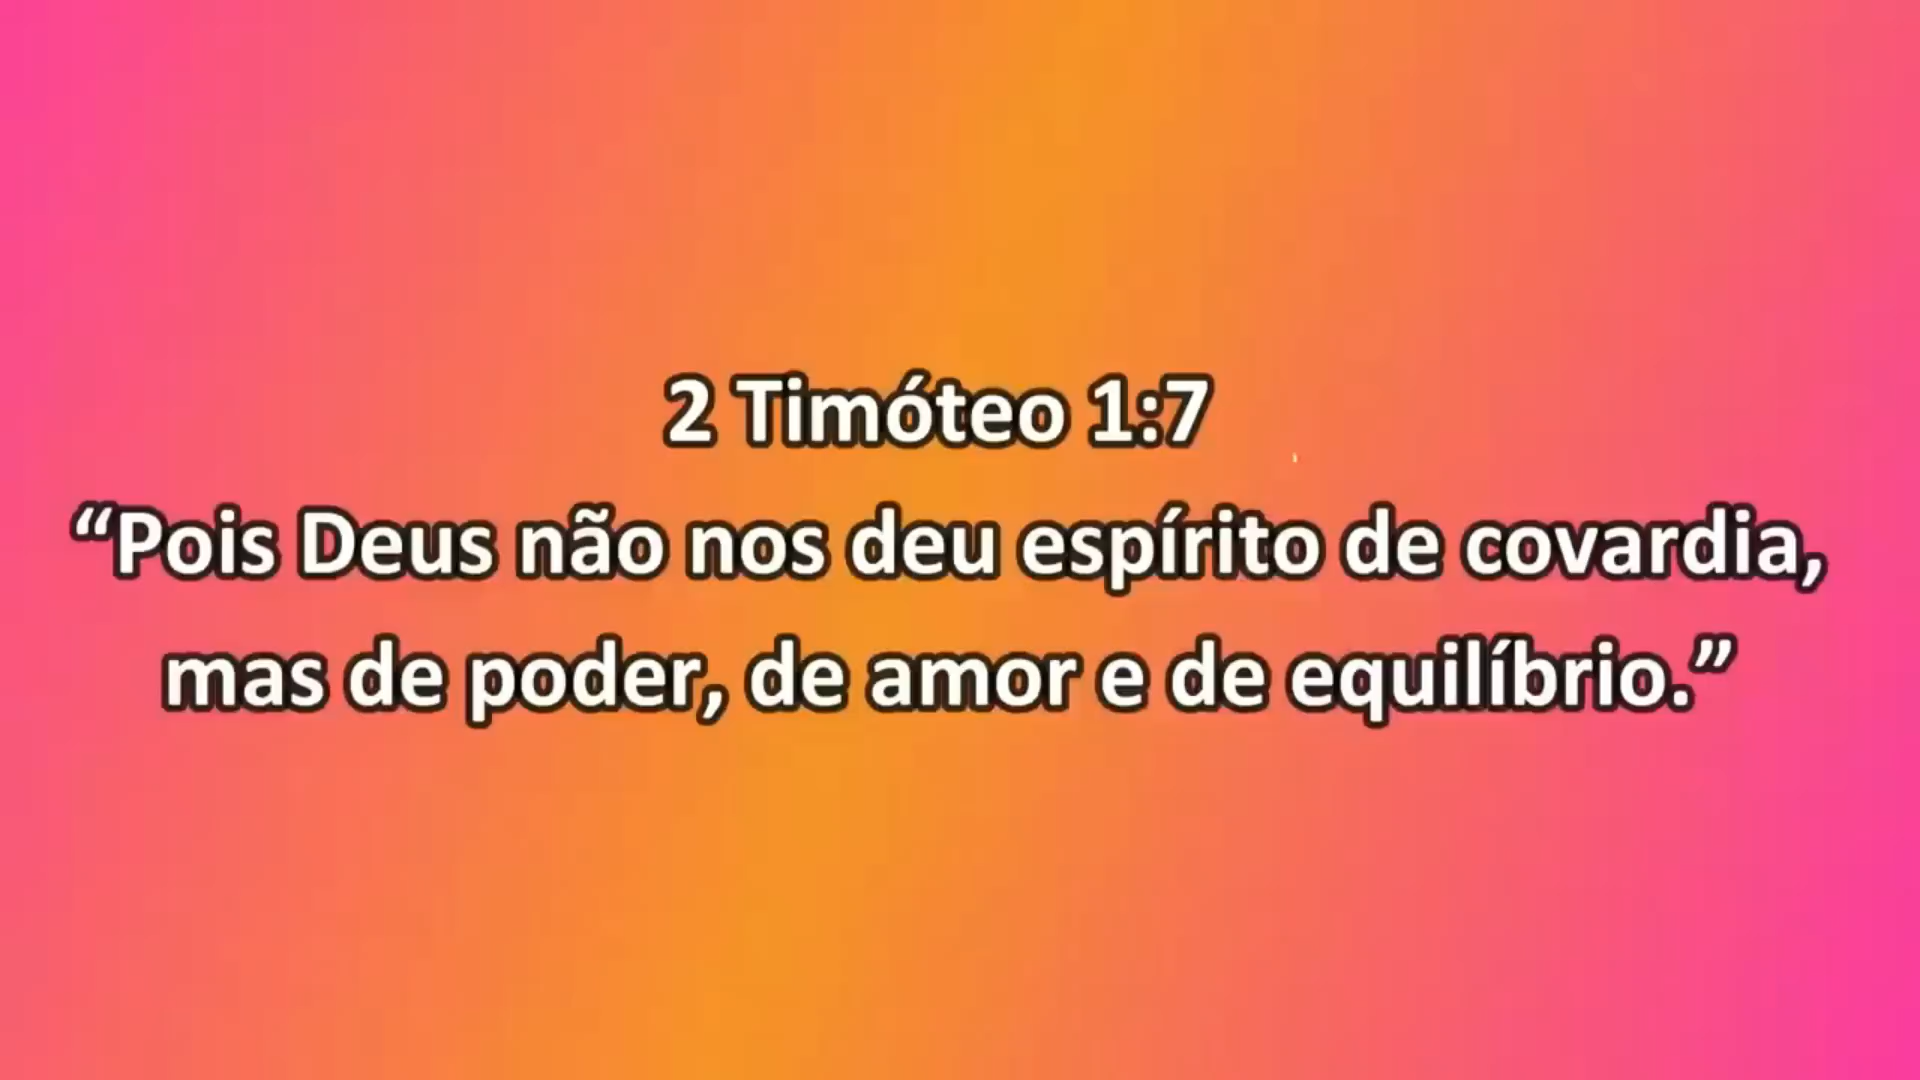 2 Timóteo 1:7
“Pois Deus não nos deu espírito de covardia,
mas de poder, de amor e de equilíbrio.”